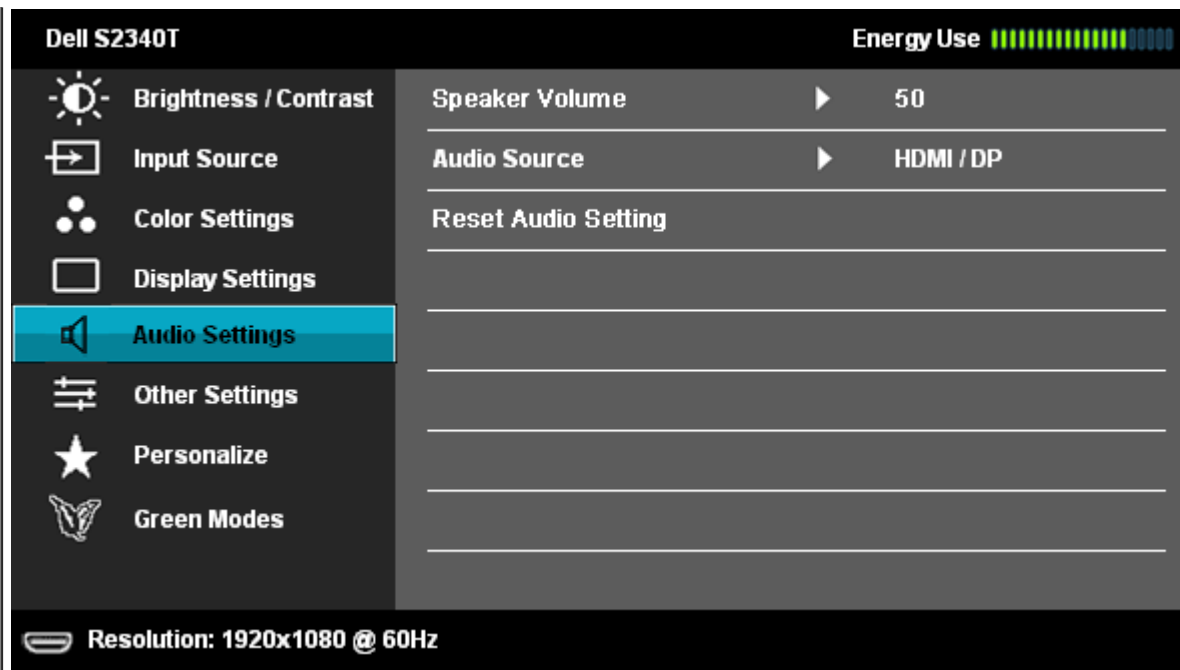 Dell S2340T Energy Use
Brightness / Contrast Speaker Volume 50
Input Source Audio Source HDMI / DP
Color Settings Reset Audio Setting
Display Settings
Audio Settings
Other Settings
Personalize
Green Modes
Resolution: 1920x1080 @ 60Hz